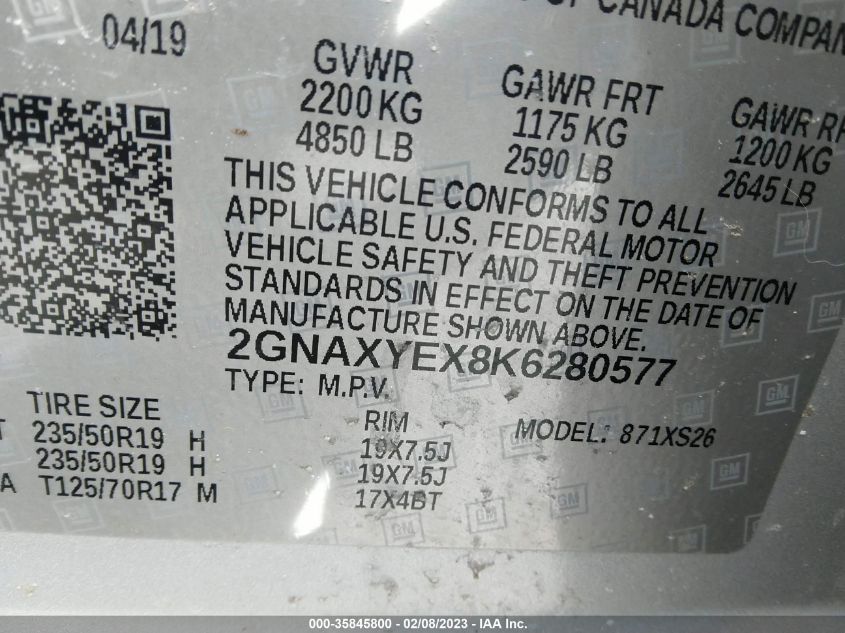 OF CANADA COMPAN
04/19
GVWR
2200 KG
4850 LB
GAWR FRT
1175 KG
2590 LB
GAWR RR
1200 KG
2645 LB
THIS VEHICLE CONFORMS TO ALL
APPLICABLE U.S. FEDERAL MOTOR
VEHICLE SAFETY AND THEFT PREVENTION
STANDARDS IN EFFECT ON THE DATE OF
MANUFACTURE SHOWN ABOVE.
2GNAXYEX8K6280577
TYPE: M.P.V.
MODEL: 871XS26
TIRE SIZE
RIM
T 235/50R19 H 19X7.5J
235/50R19 H 19X7.5J
A T125/70R17 M 17X4BT
GM
000-35845800 - 02/08/2023 - IAA Inc.